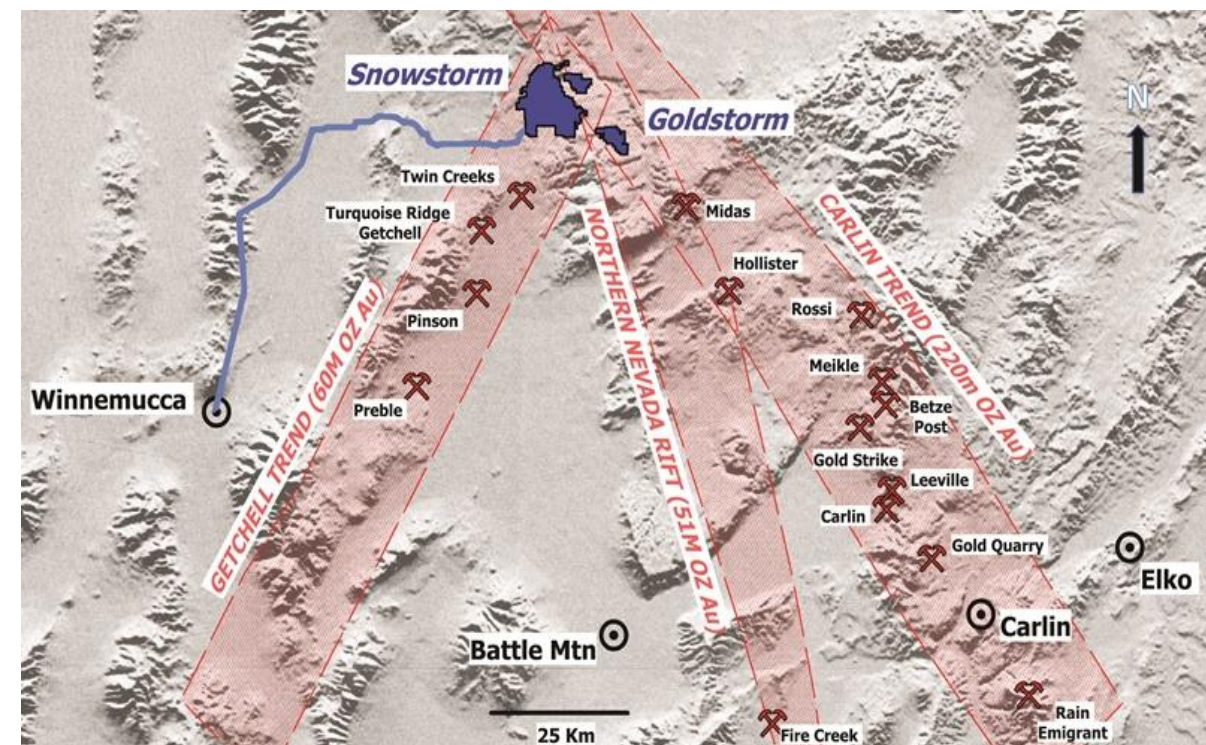 Snowstorm
Goldstorm
N
Twin Creeks
Turquoise Ridge
Getchell
Midas
Hollister
Pinson
Rossi
Meikle
Preble
Betze
Post
Gold Strike
Leeville
Carlin
Gold Quarry
Winnemucca
GETCHELL TREND (60M OZ Au)
NORTHERN NEVADA RIFT (51M OZ Au)
CARLIN TREND (220m OZ Au)
Elko
Carlin
Battle Mtn
25 Km
Fire Creek
Rain
Emigrant